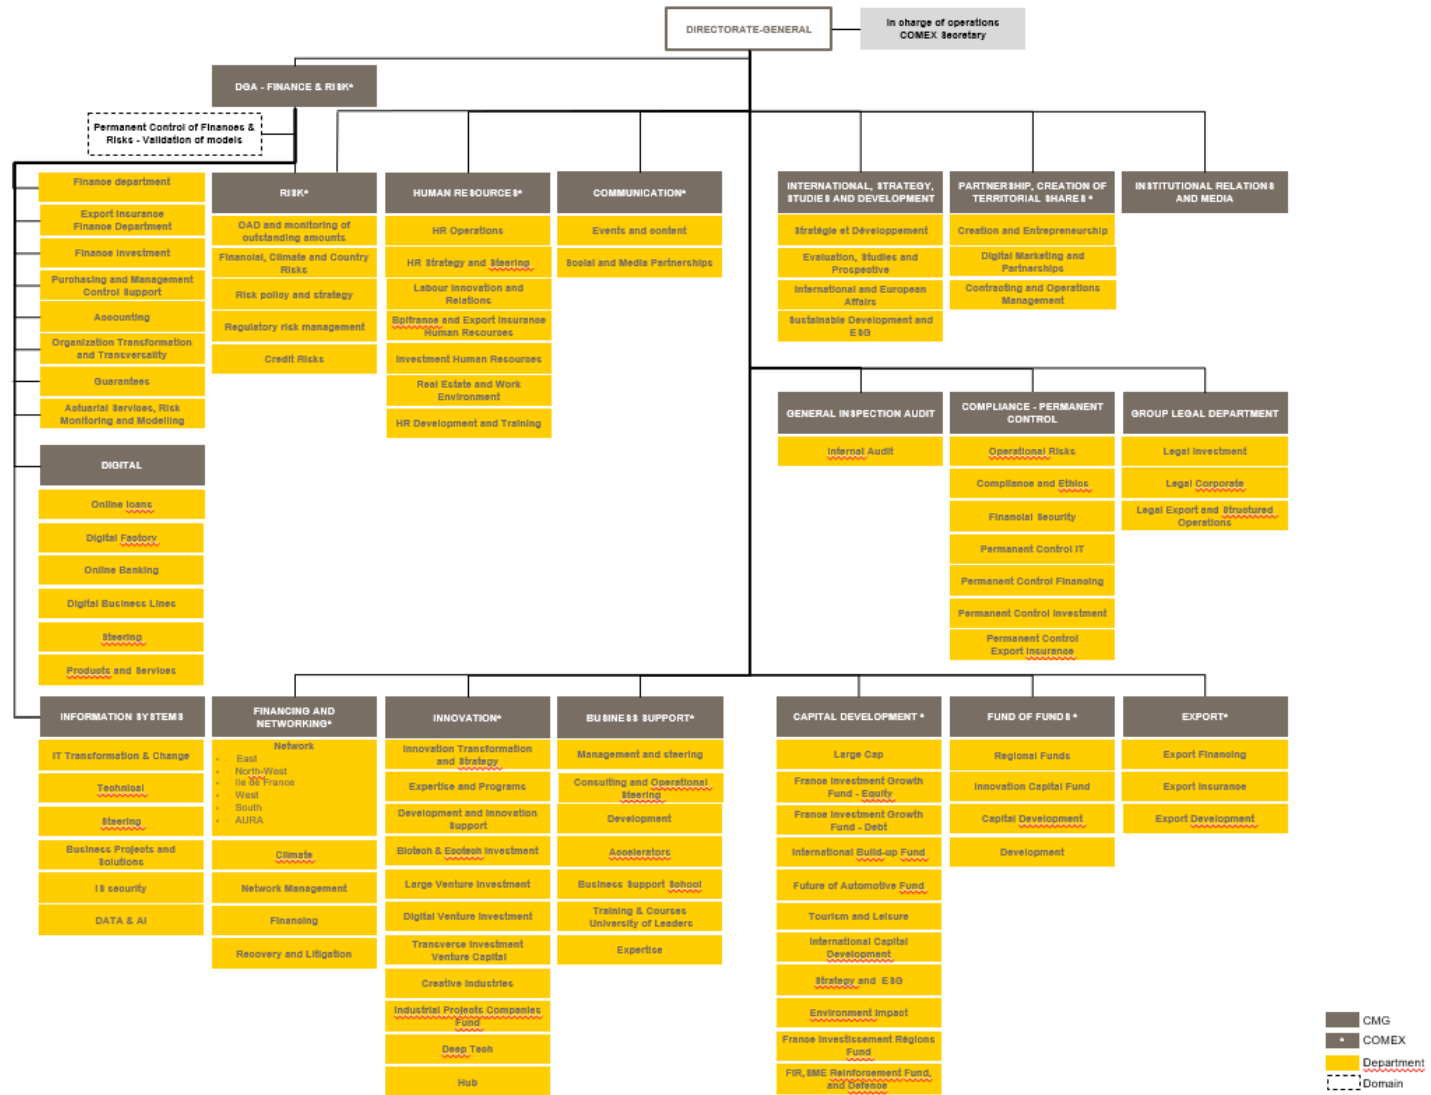 DIRECTORATE-GENERAL
In charge of operations
COMEX Secretary
DGA - FINANCE & RISK*
Permanent Control of Finances &
Risks - Validation of models
Finance department
Export Insurance
Finance Department
Finance Investment
Purchasing and Management
Control Support
Accounting
Organization Transformation
and Transversality
Guarantees
Actuarial Services, Risk
Monitoring and Modelling
RISK*
OAD and monitoring of
outstanding amounts
Financial, Climate and Country
Risks
Risk policy and strategy
Regulatory risk management
Credit Risks
HUMAN RESOURCES*
HR Operations
HR Strategy and Steering
Labour Innovation and
Relations
Bpifrance and Export Insurance
Human Resources
Investment Human Resources
Real Estate and Work
Environment
HR Development and Training
COMMUNICATION*
Events and content
Social and Media Partnerships
INTERNATIONAL, STRATEGY,
STUDIES AND DEVELOPMENT
Stratégie et Développement
Evaluation, Studies and
Prospective
International and European
Affairs
Sustainable Development and
ESG
PARTNERSHIP, CREATION OF
TERRITORIAL SHARES *
Creation and Entrepreneurship
Digital Marketing and
Partnerships
Contracting and Operations
Management
INSTITUTIONAL RELATIONS
AND MEDIA
GENERAL INSPECTION AUDIT
Internal Audit
COMPLIANCE - PERMANENT
CONTROL
Operational Risks
Compliance and Ethics
Financial Security
Permanent Control IT
Permanent Control Financing
Permanent Control Investment
Permanent Control
Export Insurance
GROUP LEGAL DEPARTMENT
Legal Investment
Legal Corporate
Legal Export and Structured
Operations
DIGITAL
Online loans
Digital Factory
Online Banking
Digital Business Lines
Steering
Products and Services
INFORMATION SYSTEMS
IT Transformation & Change
Technical
Steering
Business Projects and
Solutions
IS security
DATA & AI
FINANCING AND
NETWORKING*
Network
• East
• North-West
• Ile de France
• West
• South
• AURA
Climate
Network Management
Financing
Recovery and Litigation
INNOVATION*
Innovation Transformation
and Strategy
Expertise and Programs
Development and Innovation
Support
Biotech & Ecotech Investment
Large Venture Investment
Digital Venture Investment
Transverse Investment
Venture Capital
Creative Industries
Industrial Projects Companies
Fund
Deep Tech
Hub
BUSINESS SUPPORT*
Management and steering
Consulting and Operational
Steering
Development
Accelerators
Business Support School
Training & Courses
University of Leaders
Expertise
CAPITAL DEVELOPMENT *
Large Cap
France Investment Growth
Fund - Equity
France Investment Growth
Fund - Debt
International Build-up Fund
Future of Automotive Fund
Tourism and Leisure
International Capital
Development
Strategy and ESG
Environment Impact
France Investissement Régions
Fund
FIR, SME Reinforcement Fund,
and Defence
FUND OF FUNDS *
Regional Funds
Innovation Capital Fund
Capital Development
Development
EXPORT*
Export Financing
Export Insurance
Export Development
CMG
* COMEX
Department
Domain